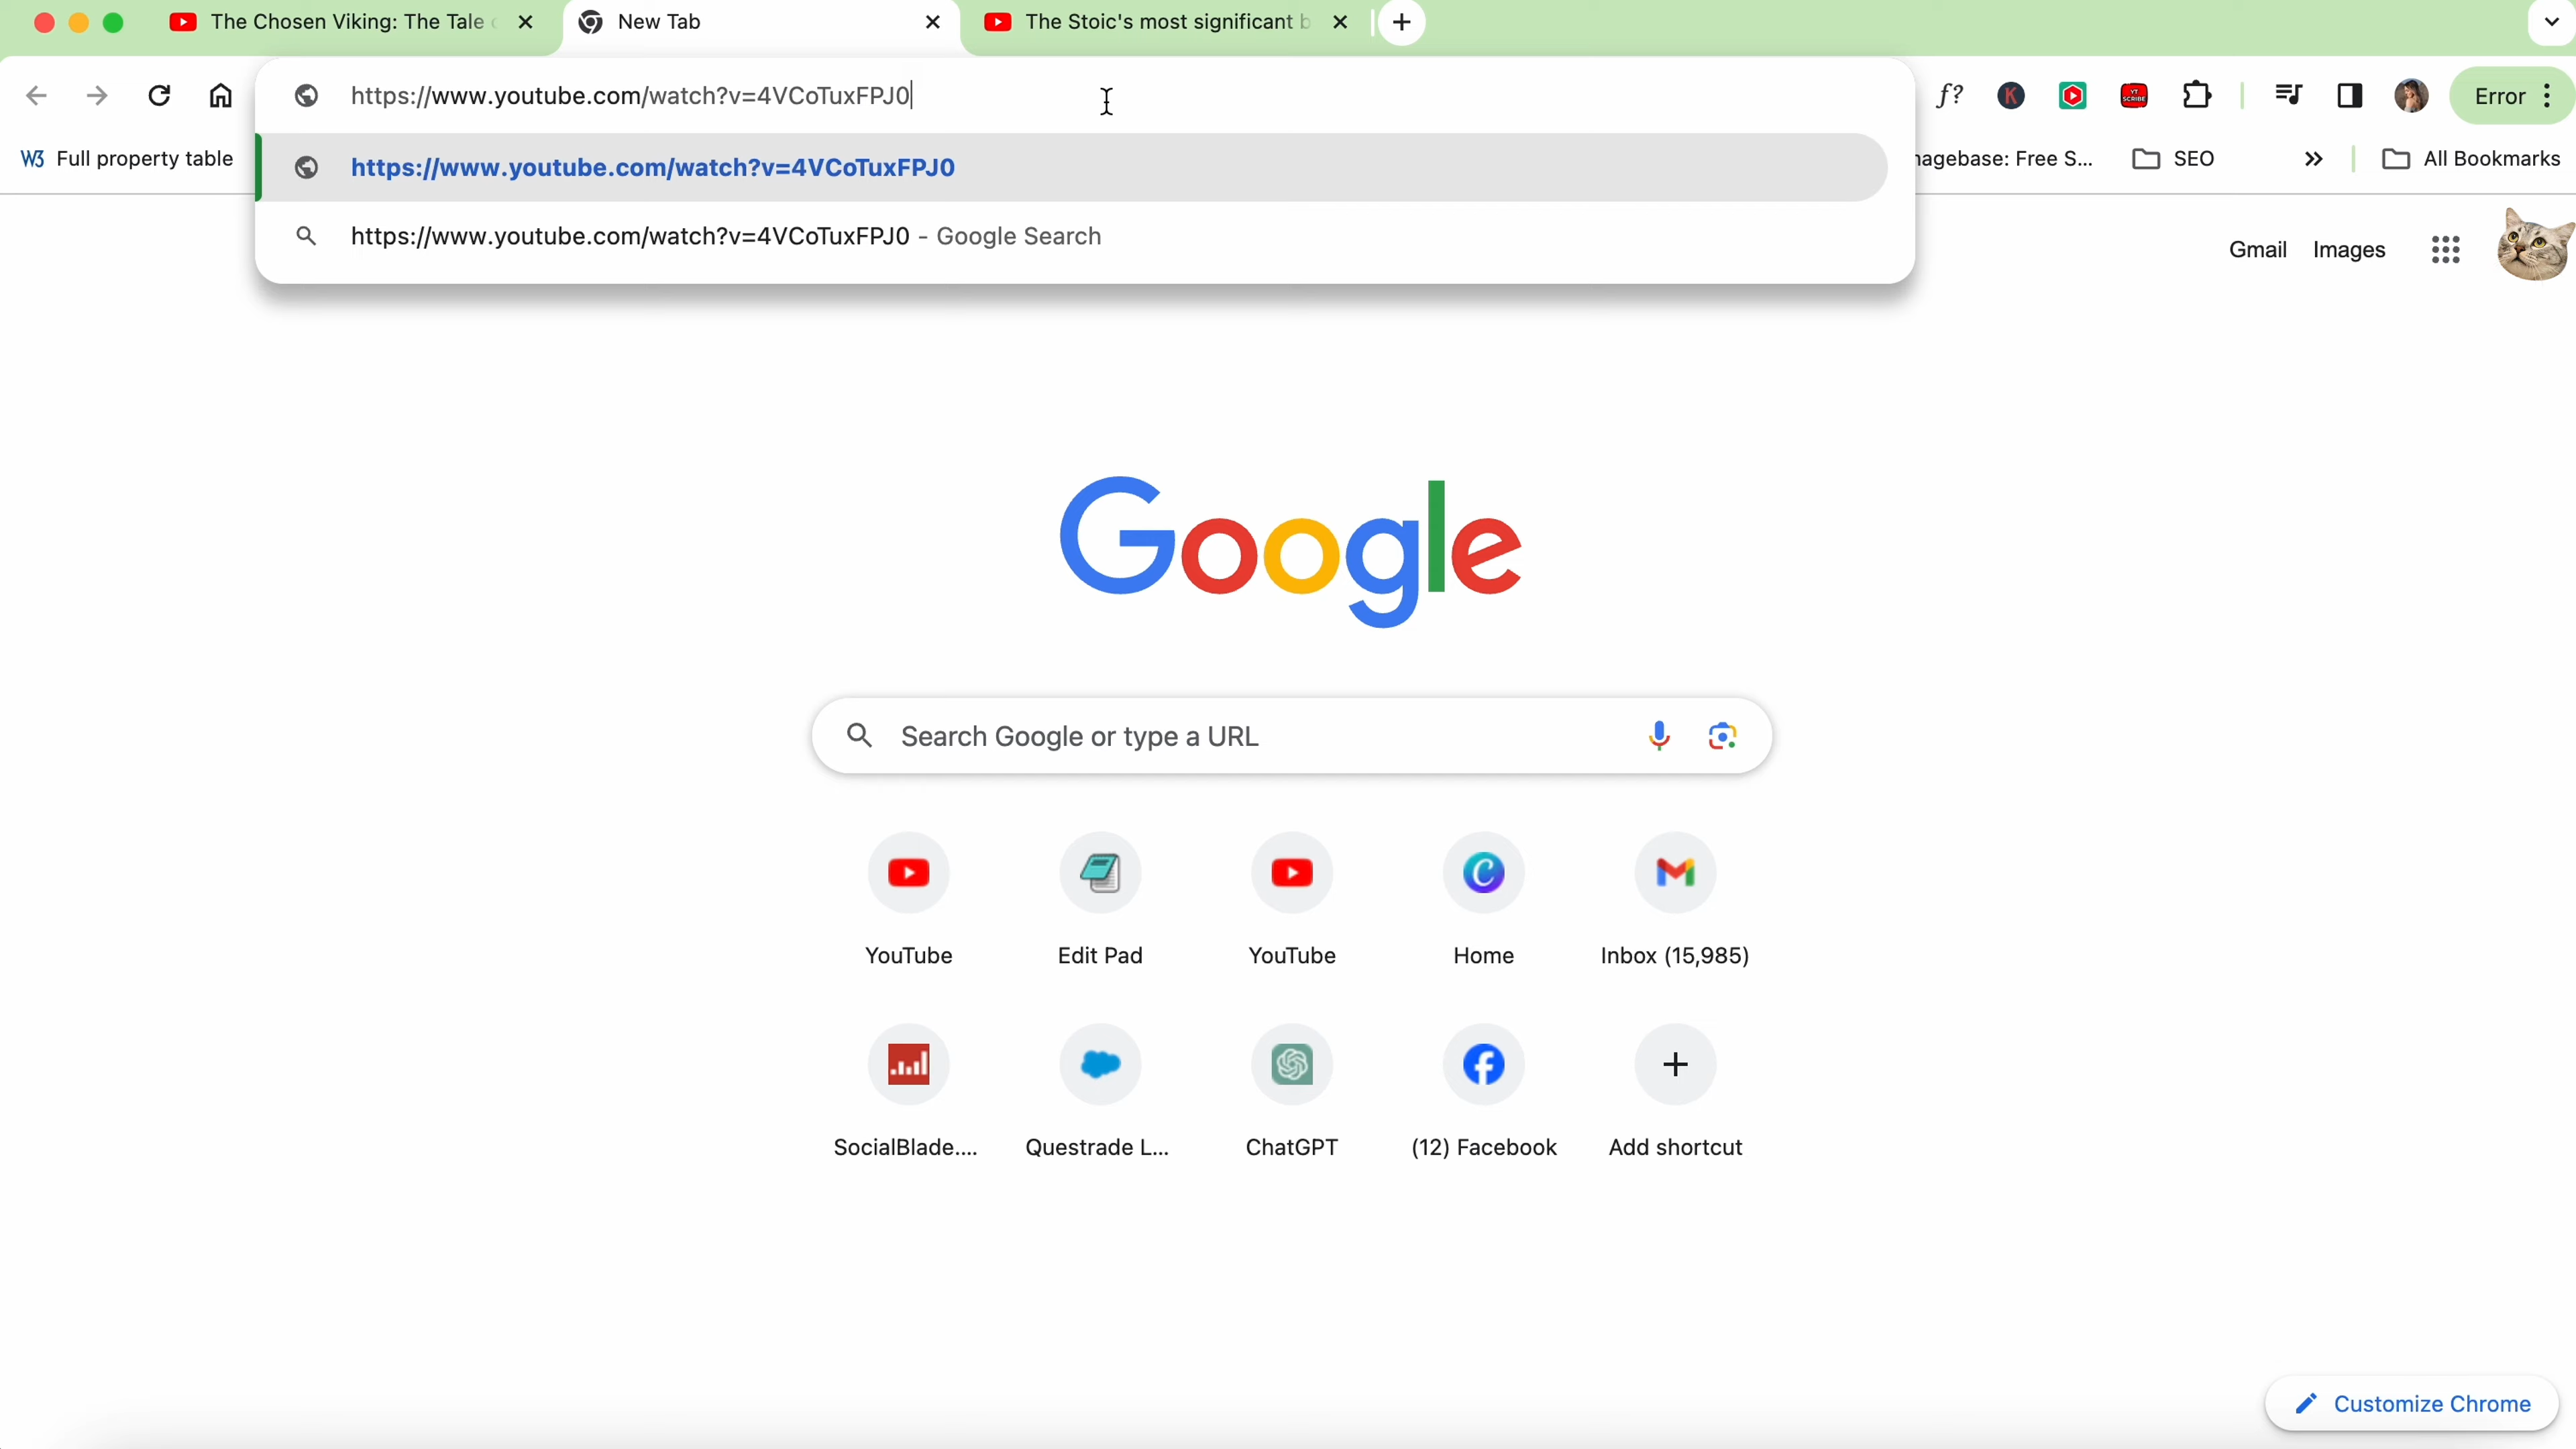 The Chosen Viking: The Tale
New Tab
The Stoic's most significant b
https://www.youtube.com/watch?v=4VCoTuxFPJ0
f?
K
YT SCRIBE
Error
W3 Full property table
https://www.youtube.com/watch?v=4VCoTuxFPJ0
nagebase: Free S...
SEO
All Bookmarks
https://www.youtube.com/watch?v=4VCoTuxFPJ0 - Google Search
Gmail Images
Google
Search Google or type a URL
YouTube Edit Pad YouTube Home Inbox (15,985)
SocialBlade.... Questrade L... ChatGPT (12) Facebook Add shortcut
Customize Chrome